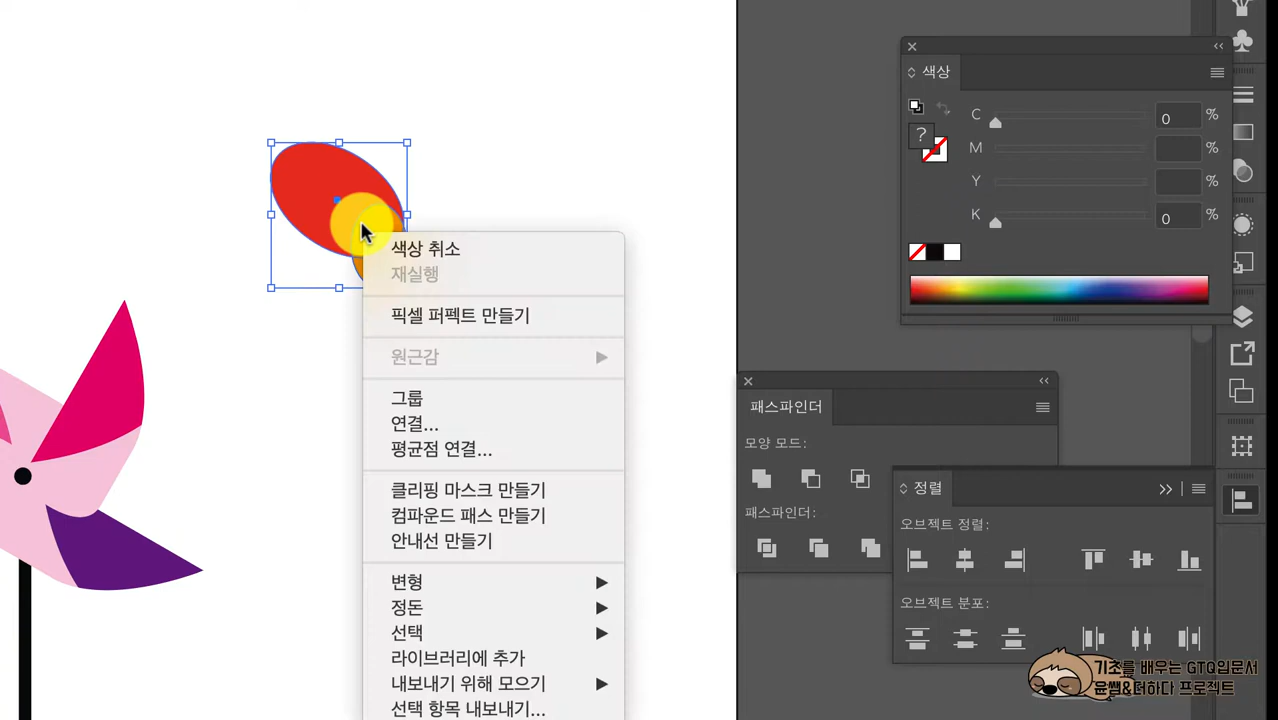 색상
?
C 0 %
M %
Y %
K 0 %
색상 취소
재실행
픽셀 퍼펙트 만들기
원근감
그룹
연결...
평균점 연결...
클리핑 마스크 만들기
컴파운드 패스 만들기
안내선 만들기
변형
정돈
선택
라이브러리에 추가
내보내기 위해 모으기
선택 항목 내보내기...
패스파인더
모양 모드:
패스파인더:
정렬
오브젝트 정렬:
오브젝트 분포:
기초를 배우는 GTQ입문서
윤쌤&더하다 프로젝트